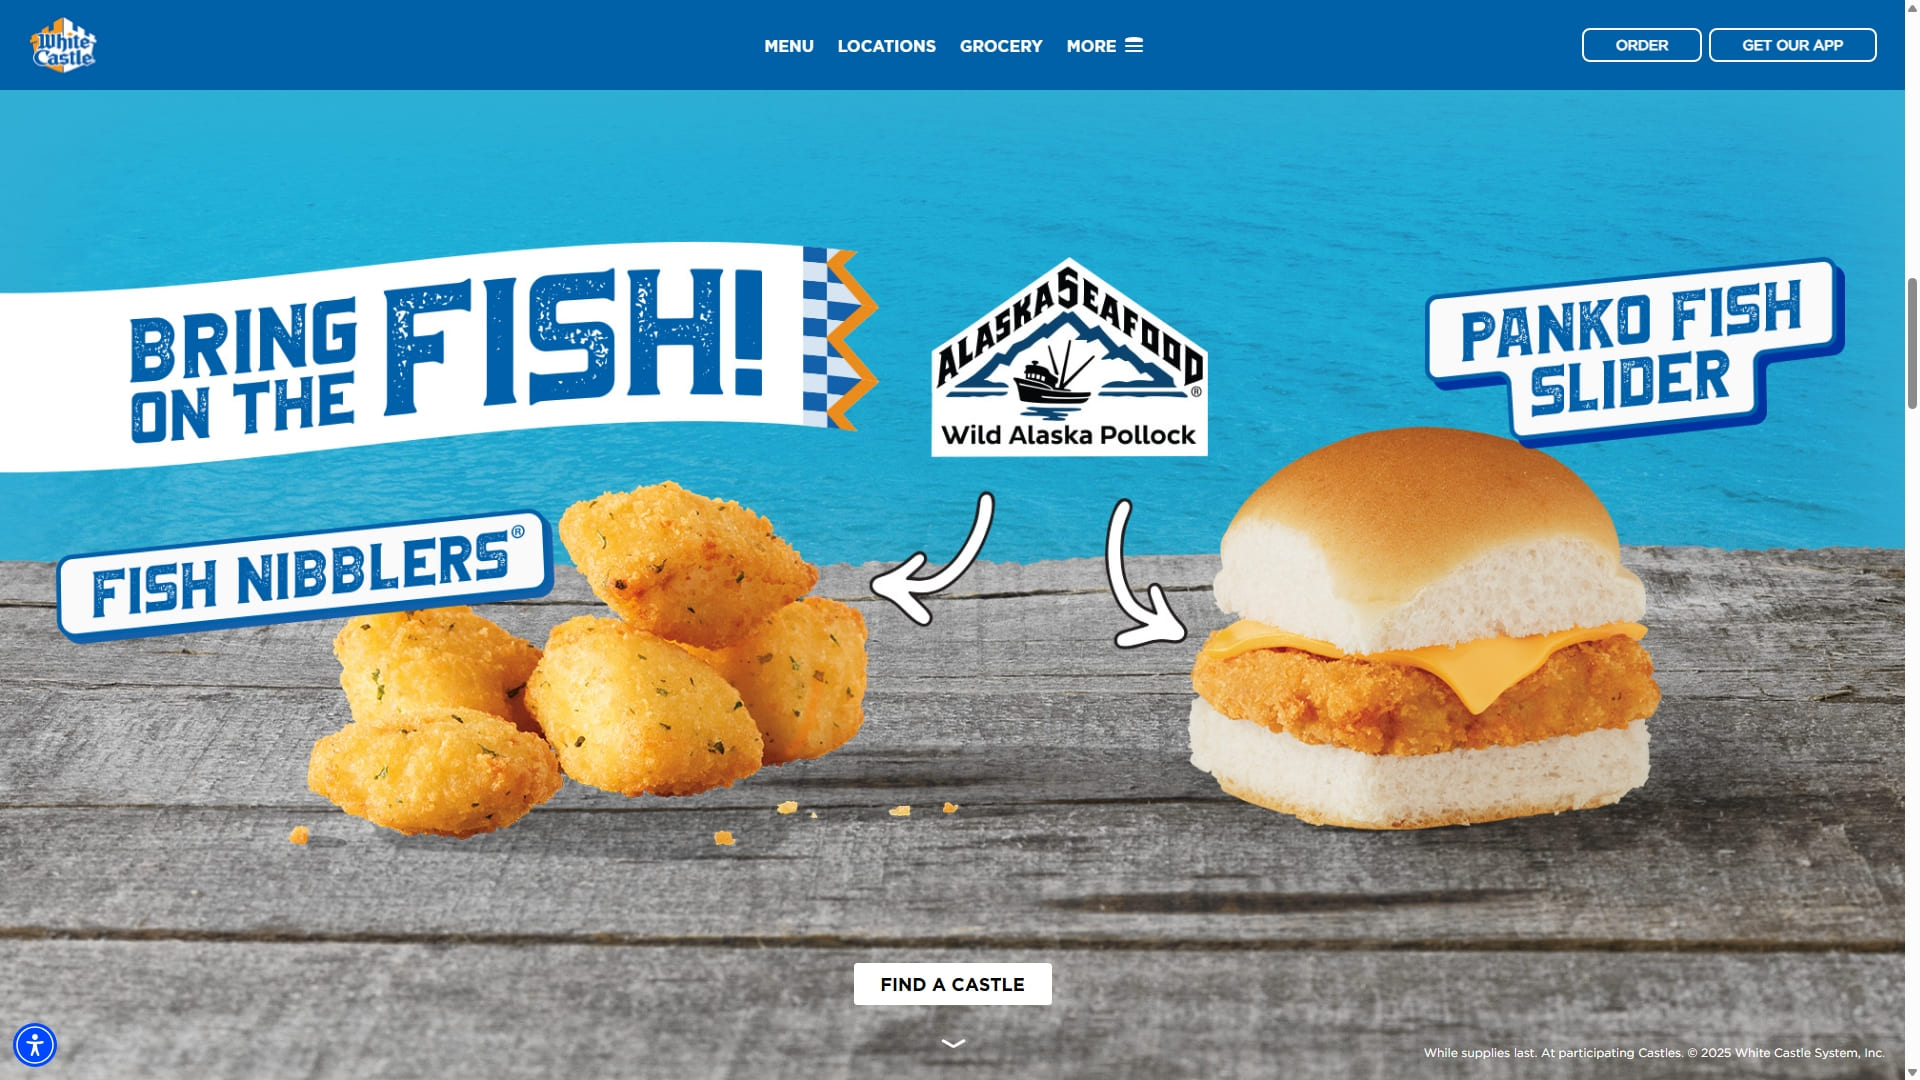 White
Castle
MENU
LOCATIONS
GROCERY
MORE
ORDER
GET OUR APP
BRING
ON THE
FISH!
ALASKA SEAFOOD
®
Wild Alaska Pollock
PANKO FISH
SLIDER
FISH NIBBLERS®
FIND A CASTLE
While supplies last. At participating Castles. © 2025 White Castle System, Inc.